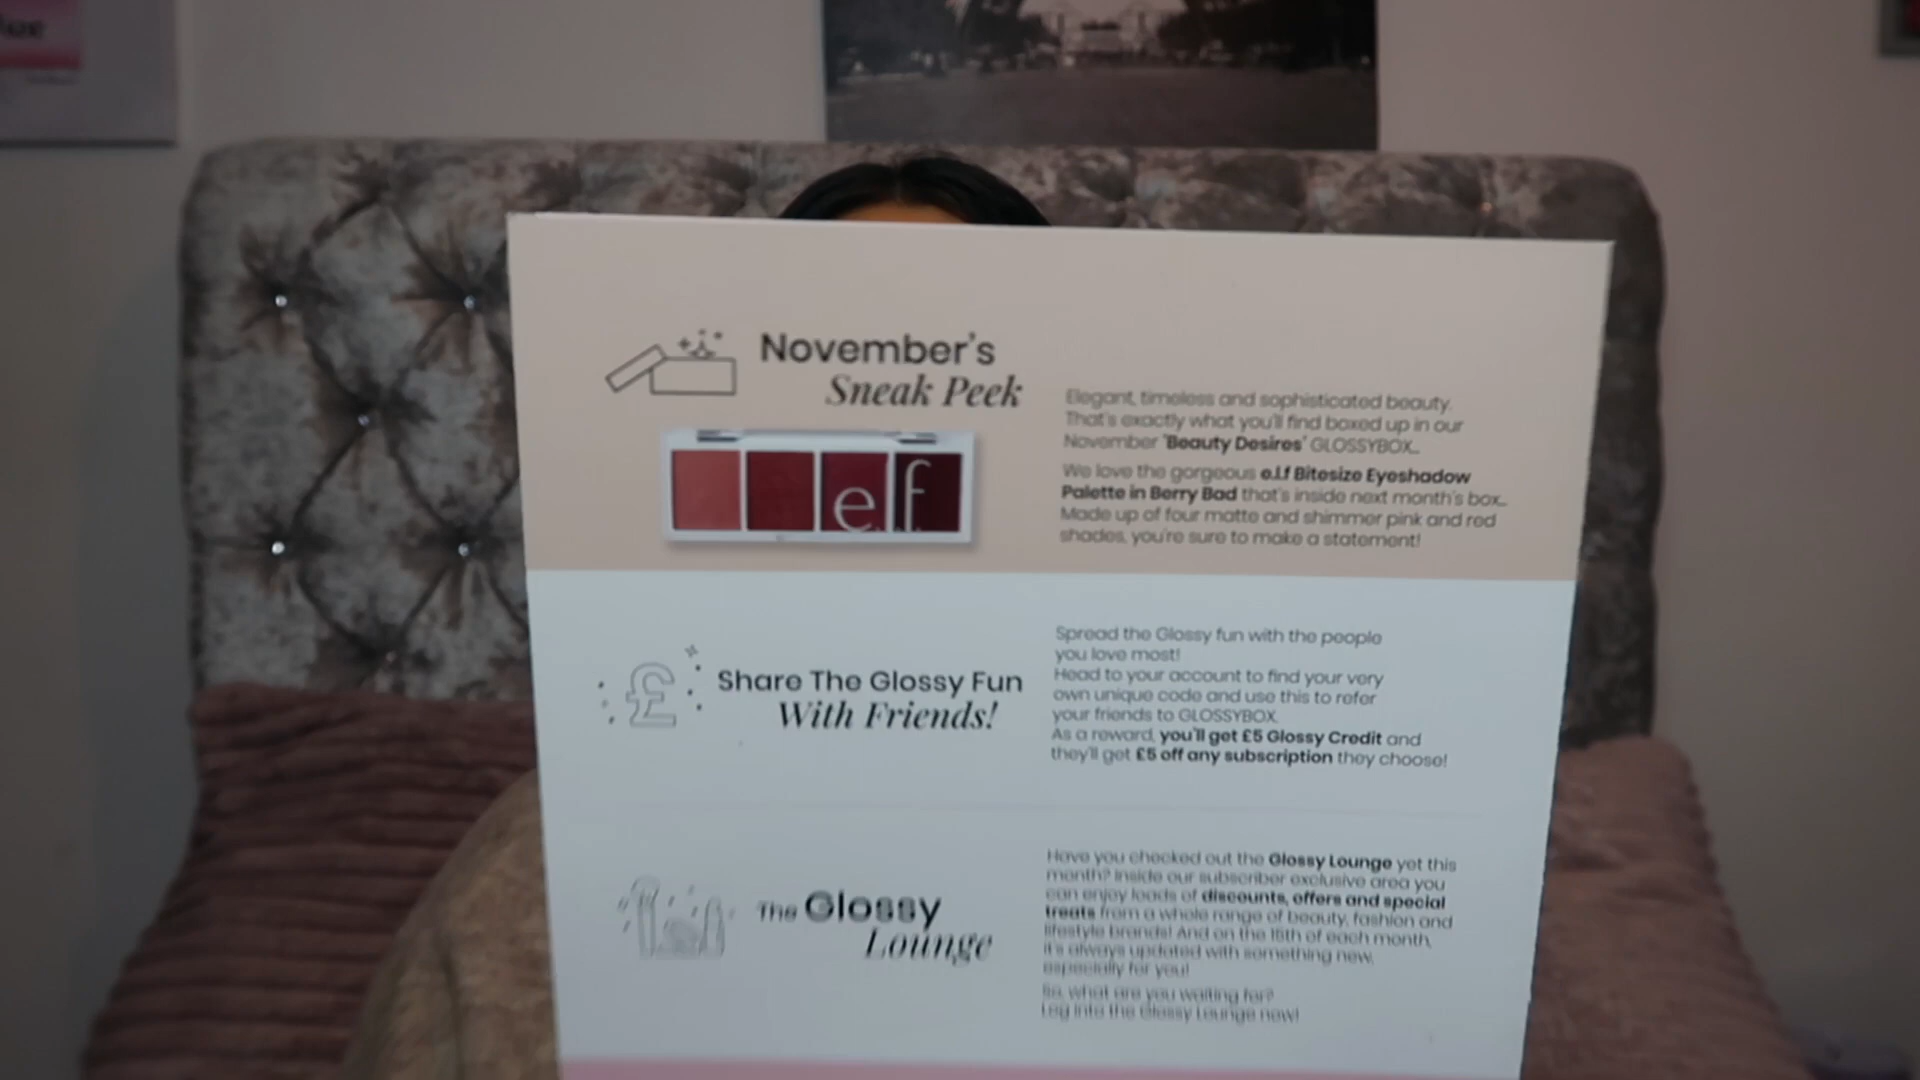 November's
Sneak Peek
Elegant, timeless and sophisticated beauty.
That's exactly what you'll find boxed up in our
November 'Beauty Desires' GLOSSYBOX...
We love the gorgeous e.l.f Bitesize Eyeshadow
Palette in Berry Bad that's inside next month's box...
Made up of four matte and shimmer pink and red
shades, you're sure to make a statement!
e.l.f.
Share The Glossy Fun
With Friends!
Spread the Glossy fun with the people
you love most!
Head to your account to find your very
own unique code and use this to refer
your friends to GLOSSYBOX.
As a reward, you'll get £5 Glossy Credit and
they'll get £5 off any subscription they choose!
The Glossy
Lounge
Have you checked out the Glossy Lounge yet this
month? Inside our subscriber exclusive area you
can enjoy loads of discounts, offers and special
treats from a whole range of beauty, fashion and
lifestyle brands! And on the 15th of each month,
it's always updated with something new,
especially for you!
So, what are you waiting for?
Log into the Glossy Lounge now!